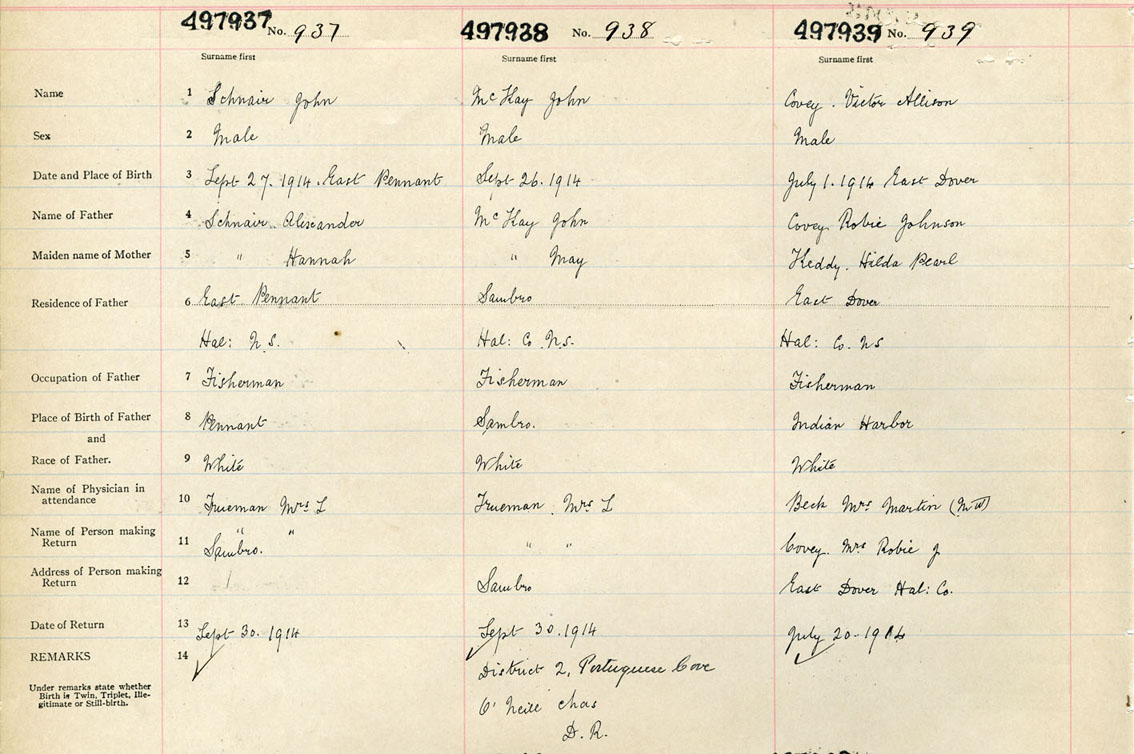 497937 No. 937 497938 No. 938 497939 No. 939
Surname first Surname first Surname first
Name 1 Schnair John McKay John Covey. Victor Allison
Sex 2 Male Male Male
Date and Place of Birth 3 Sept 27. 1914. East Pennant Sept 26. 1914 July 1. 1914 East Dover
Name of Father 4 Schnair Aliscander McKay John Covey Robie Johnson
Maiden name of Mother 5 " Hannah " May Keddy. Hilda Pearl
Residence of Father 6 East Pennant Sambro East Dover
Hal: N.S. Hal: Co N.S. Hal: Co. NS
Occupation of Father 7 Fisherman Fisherman Fisherman
Place of Birth of Father 8 Pennant Sambro. Indian Harbor
and
Race of Father. 9 White White White
Name of Physician in
attendance 10 Trueman Mrs L Trueman. Mrs L Beck Mrs Martin (MW)
Name of Person making " "
Return 11 Sambro. " " Covey. Mrs Robie J
Address of Person making
Return 12 Sambro East Dover Hal: Co.
Date of Return 13 Sept 30. 1914 Sept 30. 1914 July 20-1914
REMARKS 14 District 2, Portuguese Cove
Under remarks state whether
Birth is Twin, Triplet, Ille-
gitimate or Still-birth.
O'Neill Chas
D. R.